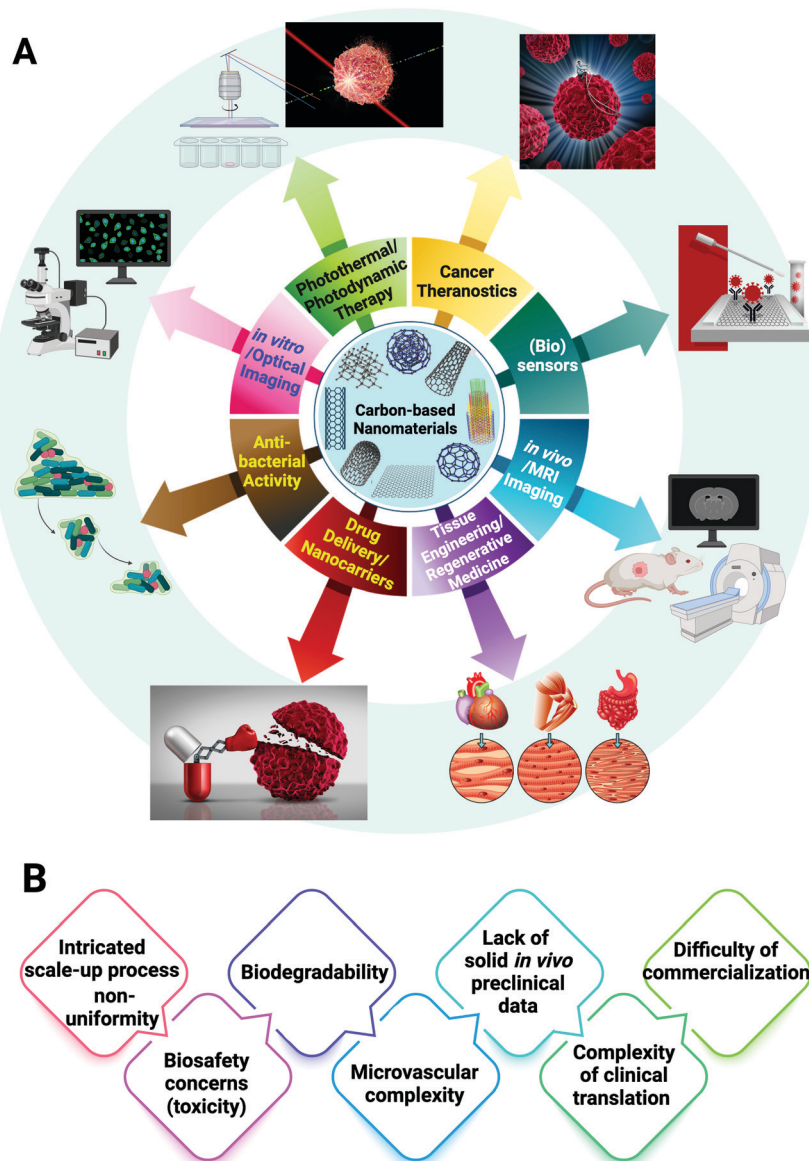 A
Photothermal/
Photodynamic
Therapy
Cancer
Theranostics
in vitro
/Optical
Imaging
(Bio)
sensors
Carbon-based
Nanomaterials
Anti-
bacterial
Activity
in vivo
/MRI
Imaging
Drug
Delivery/
Nanocarriers
Tissue
Engineering/
Regenerative
Medicine
B
Intricated
scale-up process
non-
uniformity
Biosafety
concerns
(toxicity)
Biodegradability
Microvascular
complexity
Lack of
solid in vivo
preclinical
data
Complexity
of clinical
translation
Difficulty of
commercialization